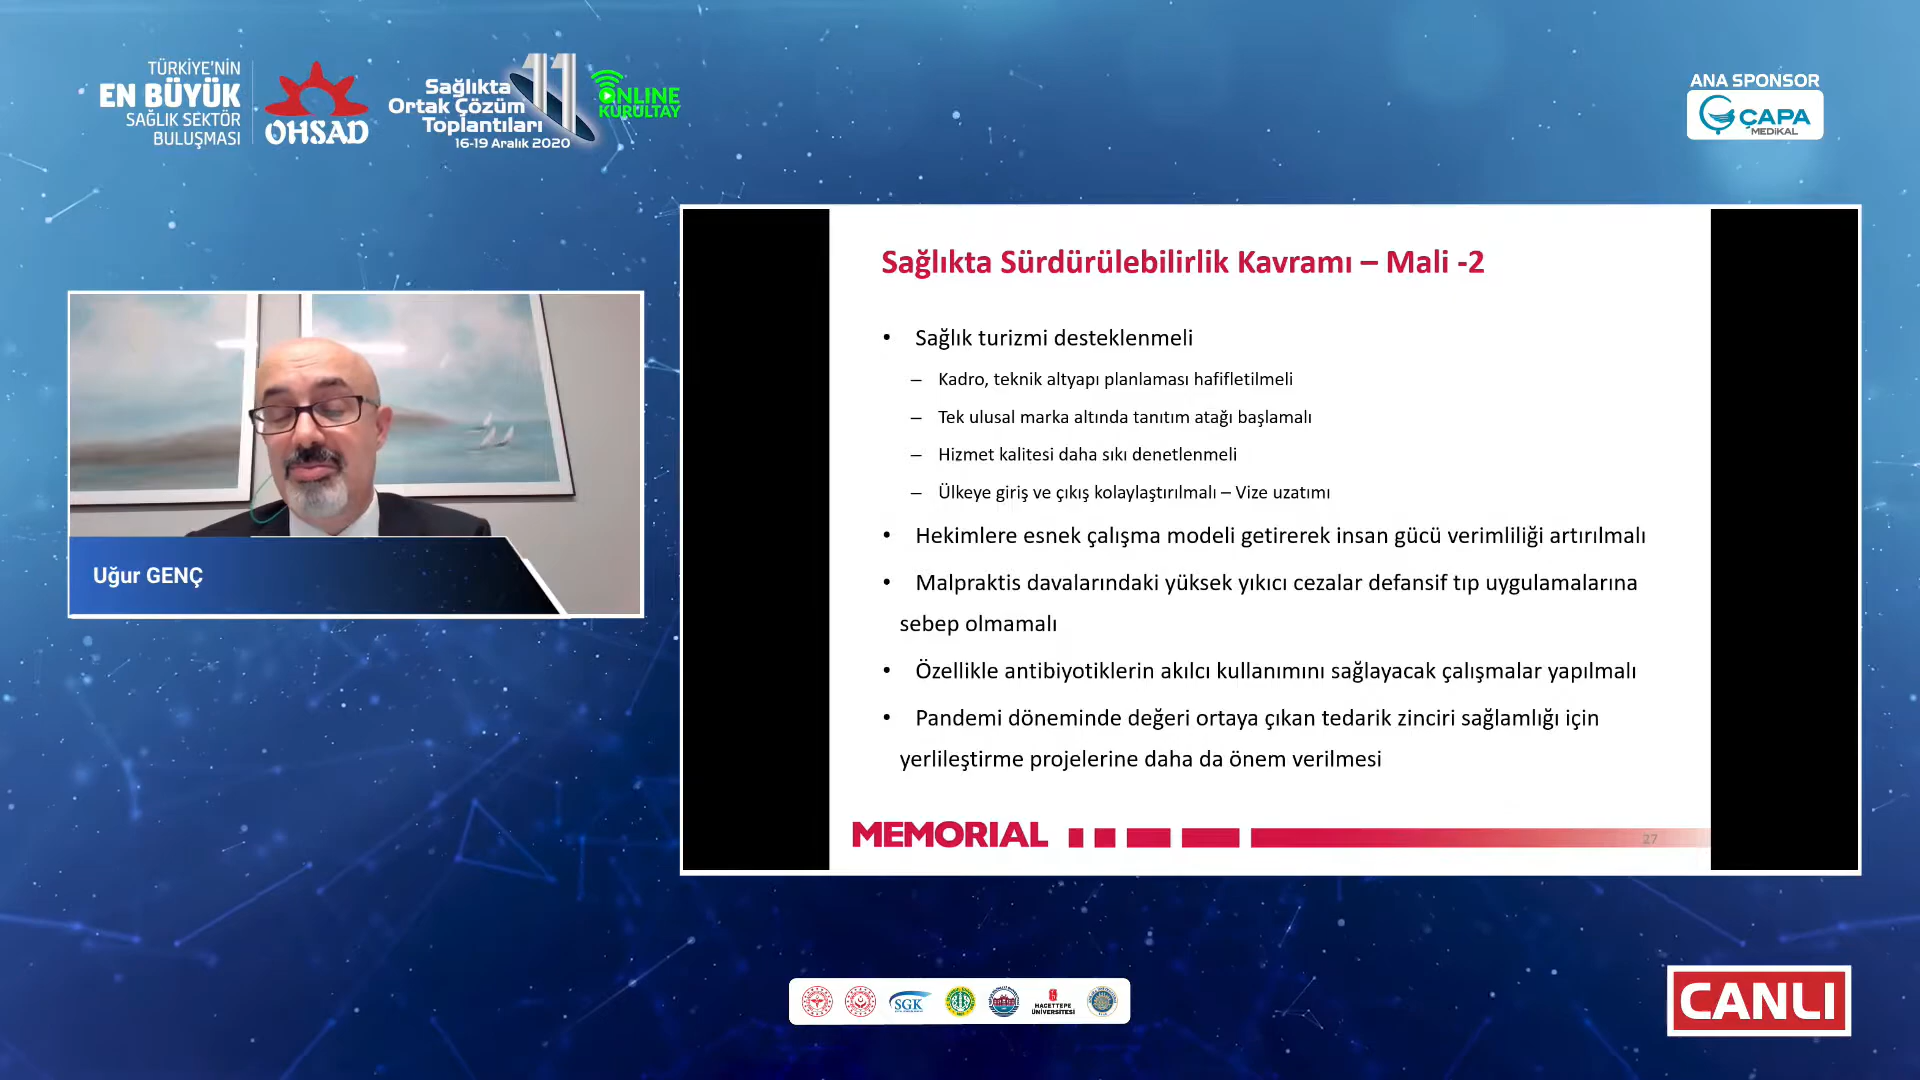 TÜRKİYE'NİN
EN BÜYÜK
SAĞLIK SEKTÖR
BULUŞMASI
OHSAD
Sağlıkta
Ortak Çözüm
Toplantıları
11
16-19 Aralık 2020
ONLINE
KURULTAY
ANA SPONSOR
ÇAPA
MEDİKAL
Sağlıkta Sürdürülebilirlik Kavramı – Mali -2
• Sağlık turizmi desteklenmeli
– Kadro, teknik altyapı planlaması hafifletilmeli
– Tek ulusal marka altında tanıtım atağı başlamalı
– Hizmet kalitesi daha sıkı denetlenmeli
– Ülkeye giriş ve çıkış kolaylaştırılmalı – Vize uzatımı
• Hekimlere esnek çalışma modeli getirerek insan gücü verimliliği artırılmalı
• Malpraktis davalarındaki yüksek yıkıcı cezalar defansif tıp uygulamalarına
sebep olmamalı
• Özellikle antibiyotiklerin akılcı kullanımını sağlayacak çalışmalar yapılmalı
• Pandemi döneminde değeri ortaya çıkan tedarik zinciri sağlamlığı için
yerlileştirme projelerine daha da önem verilmesi
MEMORIAL
27
Uğur GENÇ
SGK
HACETTEPE
ÜNİVERSİTESİ
CANLI